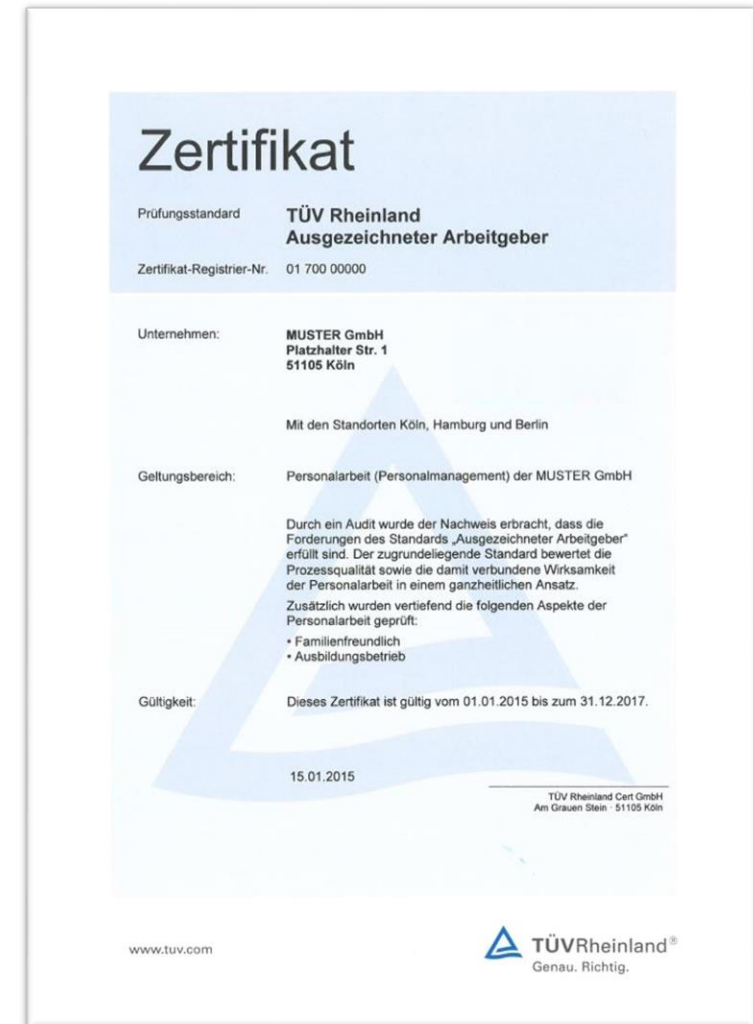 Zertifikat
Prüfungsstandard TÜV Rheinland
Ausgezeichneter Arbeitgeber
Zertifikat-Registrier-Nr. 01 700 00000
Unternehmen: MUSTER GmbH
Platzhalter Str. 1
51105 Köln
Mit den Standorten Köln, Hamburg und Berlin
Geltungsbereich: Personalarbeit (Personalmanagement) der MUSTER GmbH
Durch ein Audit wurde der Nachweis erbracht, dass die
Forderungen des Standards „Ausgezeichneter Arbeitgeber"
erfüllt sind. Der zugrundeliegende Standard bewertet die
Prozessqualität sowie die damit verbundene Wirksamkeit
der Personalarbeit in einem ganzheitlichen Ansatz.
Zusätzlich wurden vertiefend die folgenden Aspekte der
Personalarbeit geprüft:
• Familienfreundlich
• Ausbildungsbetrieb
Gültigkeit: Dieses Zertifikat ist gültig vom 01.01.2015 bis zum 31.12.2017.
15.01.2015
TÜV Rheinland Cert GmbH
Am Grauen Stein · 51105 Köln
www.tuv.com
TÜVRheinland®
Genau. Richtig.